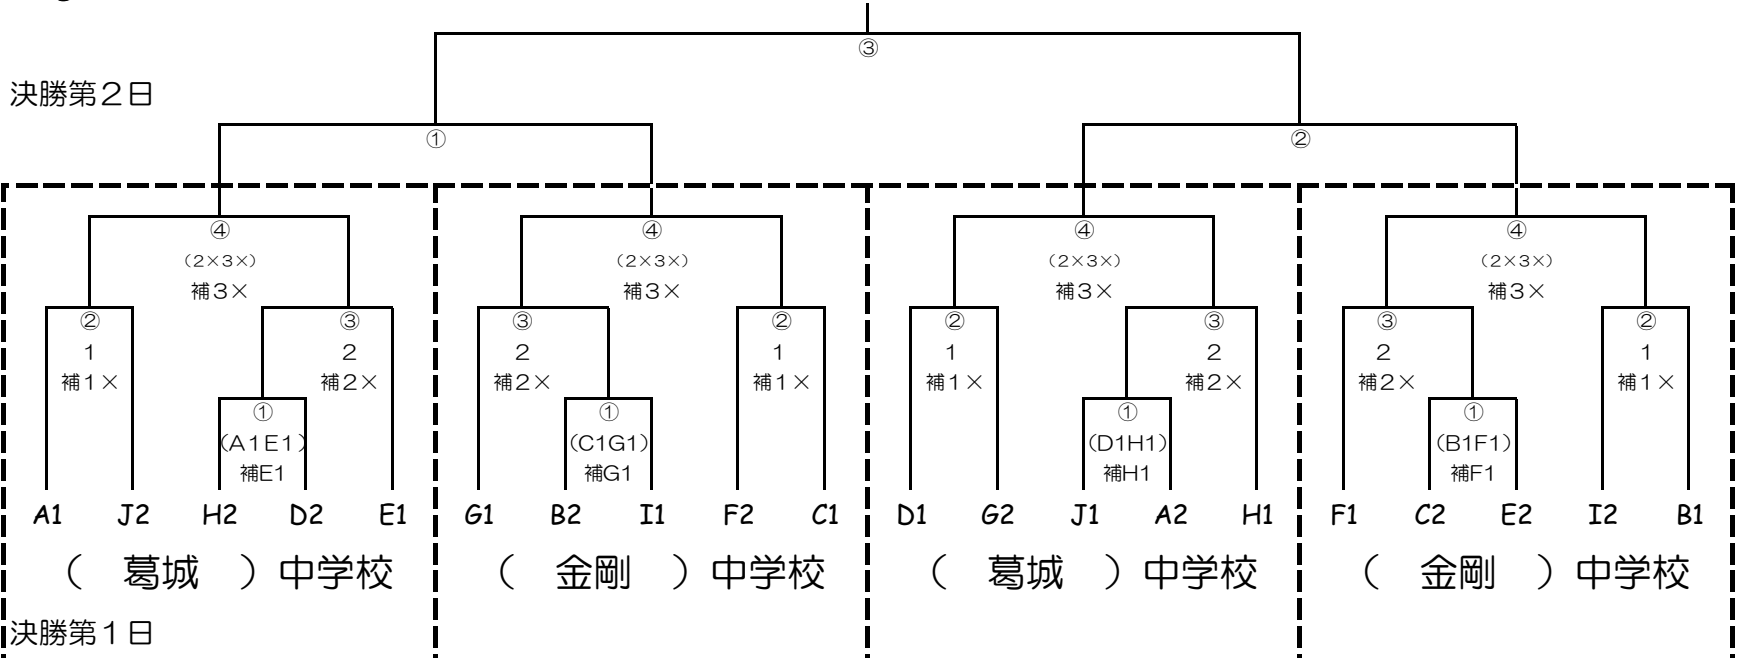 ③
決勝第２日
① ②
④ ④ ④ ④
（２×３×） （２×３×） （２×３×） （２×３×）
補３× 補３× 補３× 補３×
② ③ ③ ② ② ③ ③ ②
１ ２ ２ １ １ ２ ２ １
補１× 補２× 補２× 補１× 補１× 補２× 補２× 補１×
① ① ① ①
(A1E1) (C1G1) (D1H1) (B1F1)
補E1 補G1 補H1 補F1
A1 J2 H2 D2 E1 G1 B2 I1 F2 C1 D1 G2 J1 A2 H1 F1 C2 E2 I2 B1
（　葛城　）中学校 （　金剛　）中学校 （　葛城　）中学校 （　金剛　）中学校
決勝第１日